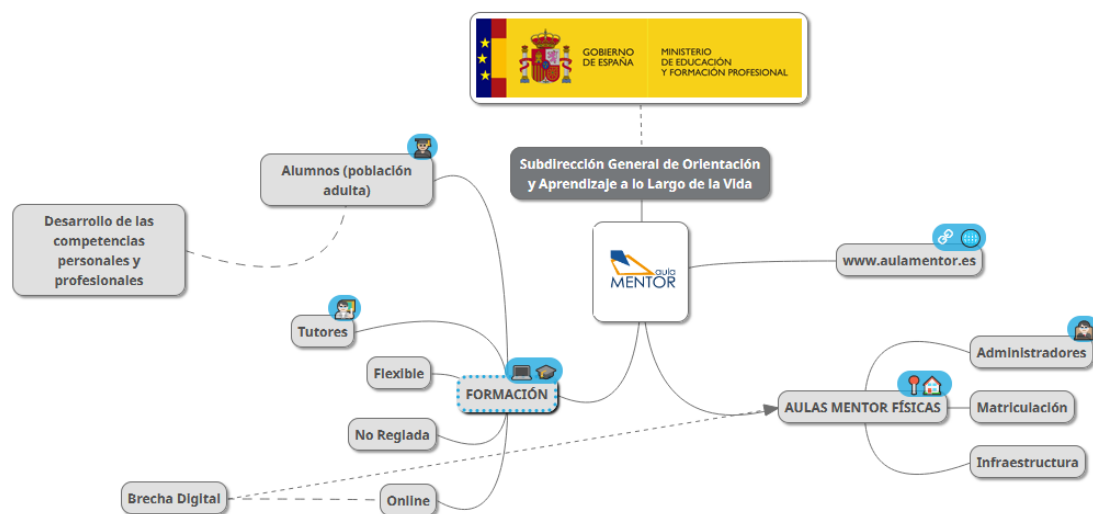 GOBIERNO
DE ESPAÑA
MINISTERIO
DE EDUCACIÓN
Y FORMACIÓN PROFESIONAL
Subdirección General de Orientación
y Aprendizaje a lo Largo de la Vida
Alumnos (población
adulta)
Desarrollo de las
competencias
personales y
profesionales
aula
MENTOR
www.aulamentor.es
Tutores
Flexible
FORMACIÓN
No Reglada
Brecha Digital
Online
Administradores
AULAS MENTOR FÍSICAS
Matriculación
Infraestructura